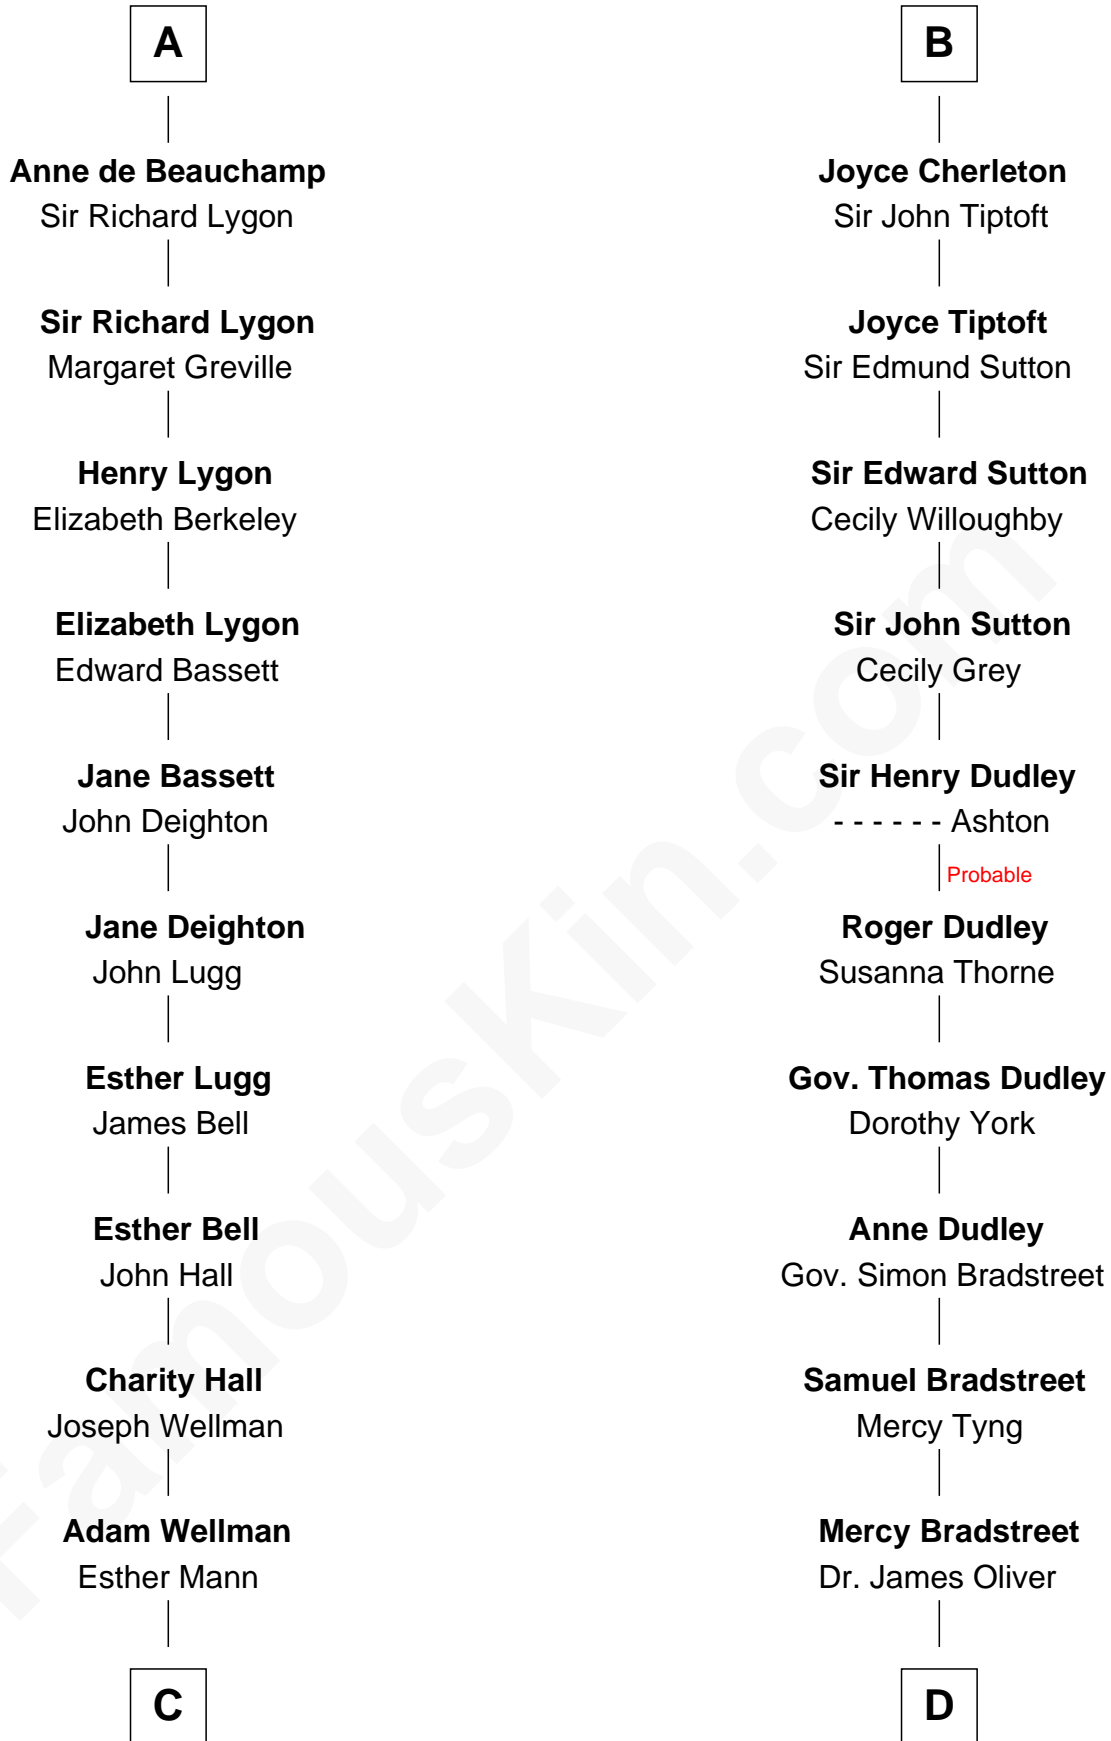 A
Anne de Beauchamp
Sir Richard Lygon
Sir Richard Lygon
Margaret Greville
Henry Lygon
Elizabeth Berkeley
Elizabeth Lygon
Edward Bassett
Jane Bassett
John Deighton
Jane Deighton
John Lugg
Esther Lugg
James Bell
Esther Bell
John Hall
Charity Hall
Joseph Wellman
Adam Wellman
Esther Mann
C
B
Joyce Cherleton
Sir John Tiptoft
Joyce Tiptoft
Sir Edmund Sutton
Sir Edward Sutton
Cecily Willoughby
Sir John Sutton
Cecily Grey
Sir Henry Dudley
- - - - - - Ashton
Probable
Roger Dudley
Susanna Thorne
Gov. Thomas Dudley
Dorothy York
Anne Dudley
Gov. Simon Bradstreet
Samuel Bradstreet
Mercy Tyng
Mercy Bradstreet
Dr. James Oliver
D
FamousKin.com